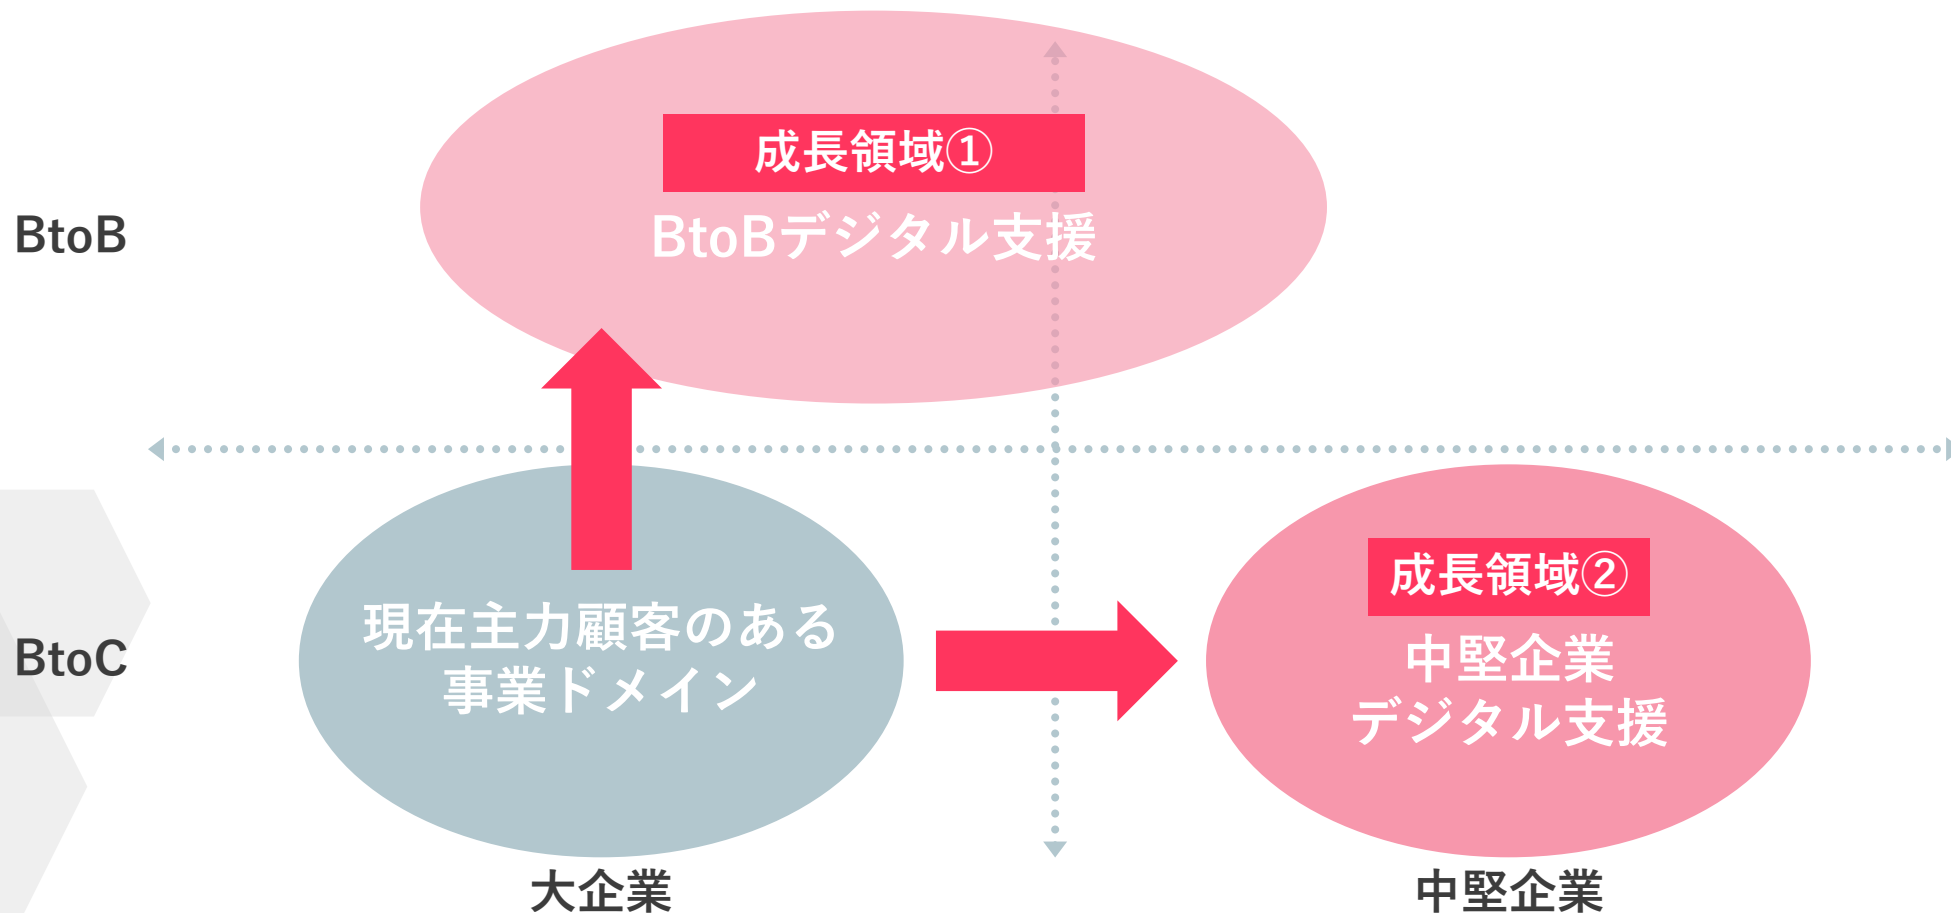 成長領域①
BtoBデジタル支援
BtoB
現在主力顧客のある
事業ドメイン
BtoC
成長領域②
中堅企業
デジタル支援
大企業
中堅企業